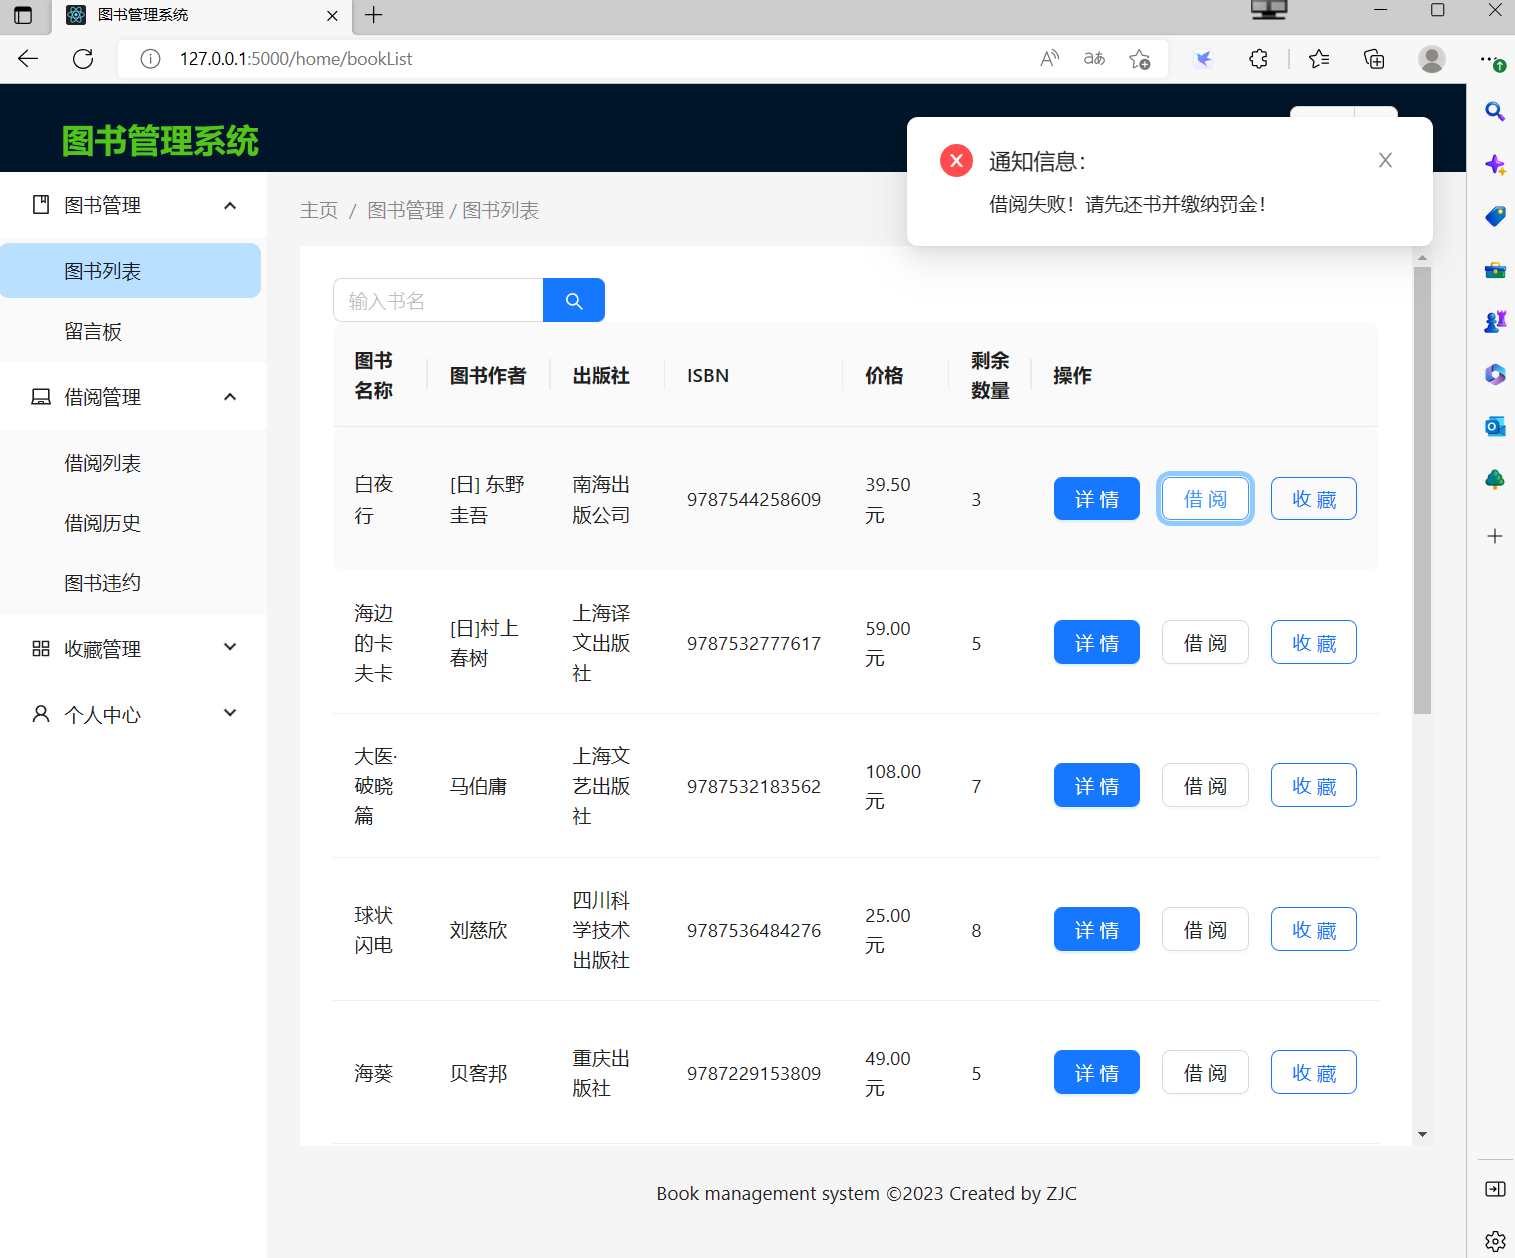 图书管理系统
127.0.0.1:5000/home/bookList
图书管理系统
通知信息：
借阅失败！请先还书并缴纳罚金！
图书管理
图书列表
留言板
借阅管理
借阅列表
借阅历史
图书违约
收藏管理
个人中心
主页 / 图书管理 / 图书列表
输入书名
图书
名称
图书作者
出版社
ISBN
价格
剩余
数量
操作
白夜
行
[日] 东野
圭吾
南海出
版公司
9787544258609
39.50
元
3
详 情
借 阅
收 藏
海边
的卡
夫卡
[日]村上
春树
上海译
文出版
社
9787532777617
59.00
元
5
详 情
借 阅
收 藏
大医·
破晓
篇
马伯庸
上海文
艺出版
社
9787532183562
108.00
元
7
详 情
借 阅
收 藏
球状
闪电
刘慈欣
四川科
学技术
出版社
9787536484276
25.00
元
8
详 情
借 阅
收 藏
海葵
贝客邦
重庆出
版社
9787229153809
49.00
元
5
详 情
借 阅
收 藏
Book management system ©2023 Created by ZJC